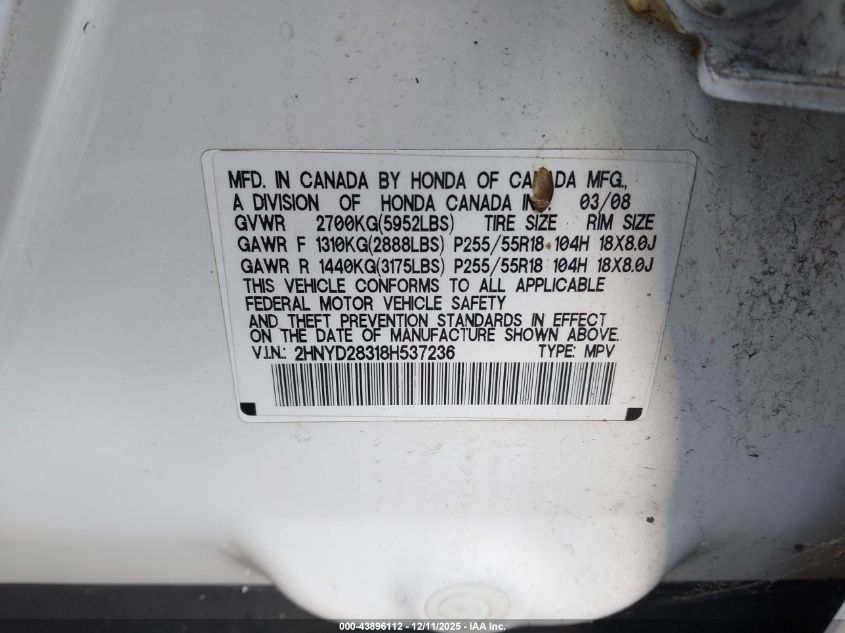 MFD. IN CANADA BY HONDA OF CANADA MFG.,
A DIVISION OF HONDA CANADA 03/08
GVWR 2700KG(5952LBS) TIRE SIZE RIM SIZE
GAWR F 1310KG(2888LBS) P255/55R18 104H 18X8.0J
GAWR R 1440KG(3175LBS) P255/55R18 104H 18X8.0J
THIS VEHICLE CONFORMS TO ALL APPLICABLE
FEDERAL MOTOR VEHICLE SAFETY
AND THEFT PREVENTION STANDARDS IN EFFECT
ON THE DATE OF MANUFACTURE SHOWN ABOVE.
V.I.N.: 2HNYD28318H537236 TYPE: MPV
000-43896112 - 12/11/2025 - IAA Inc.